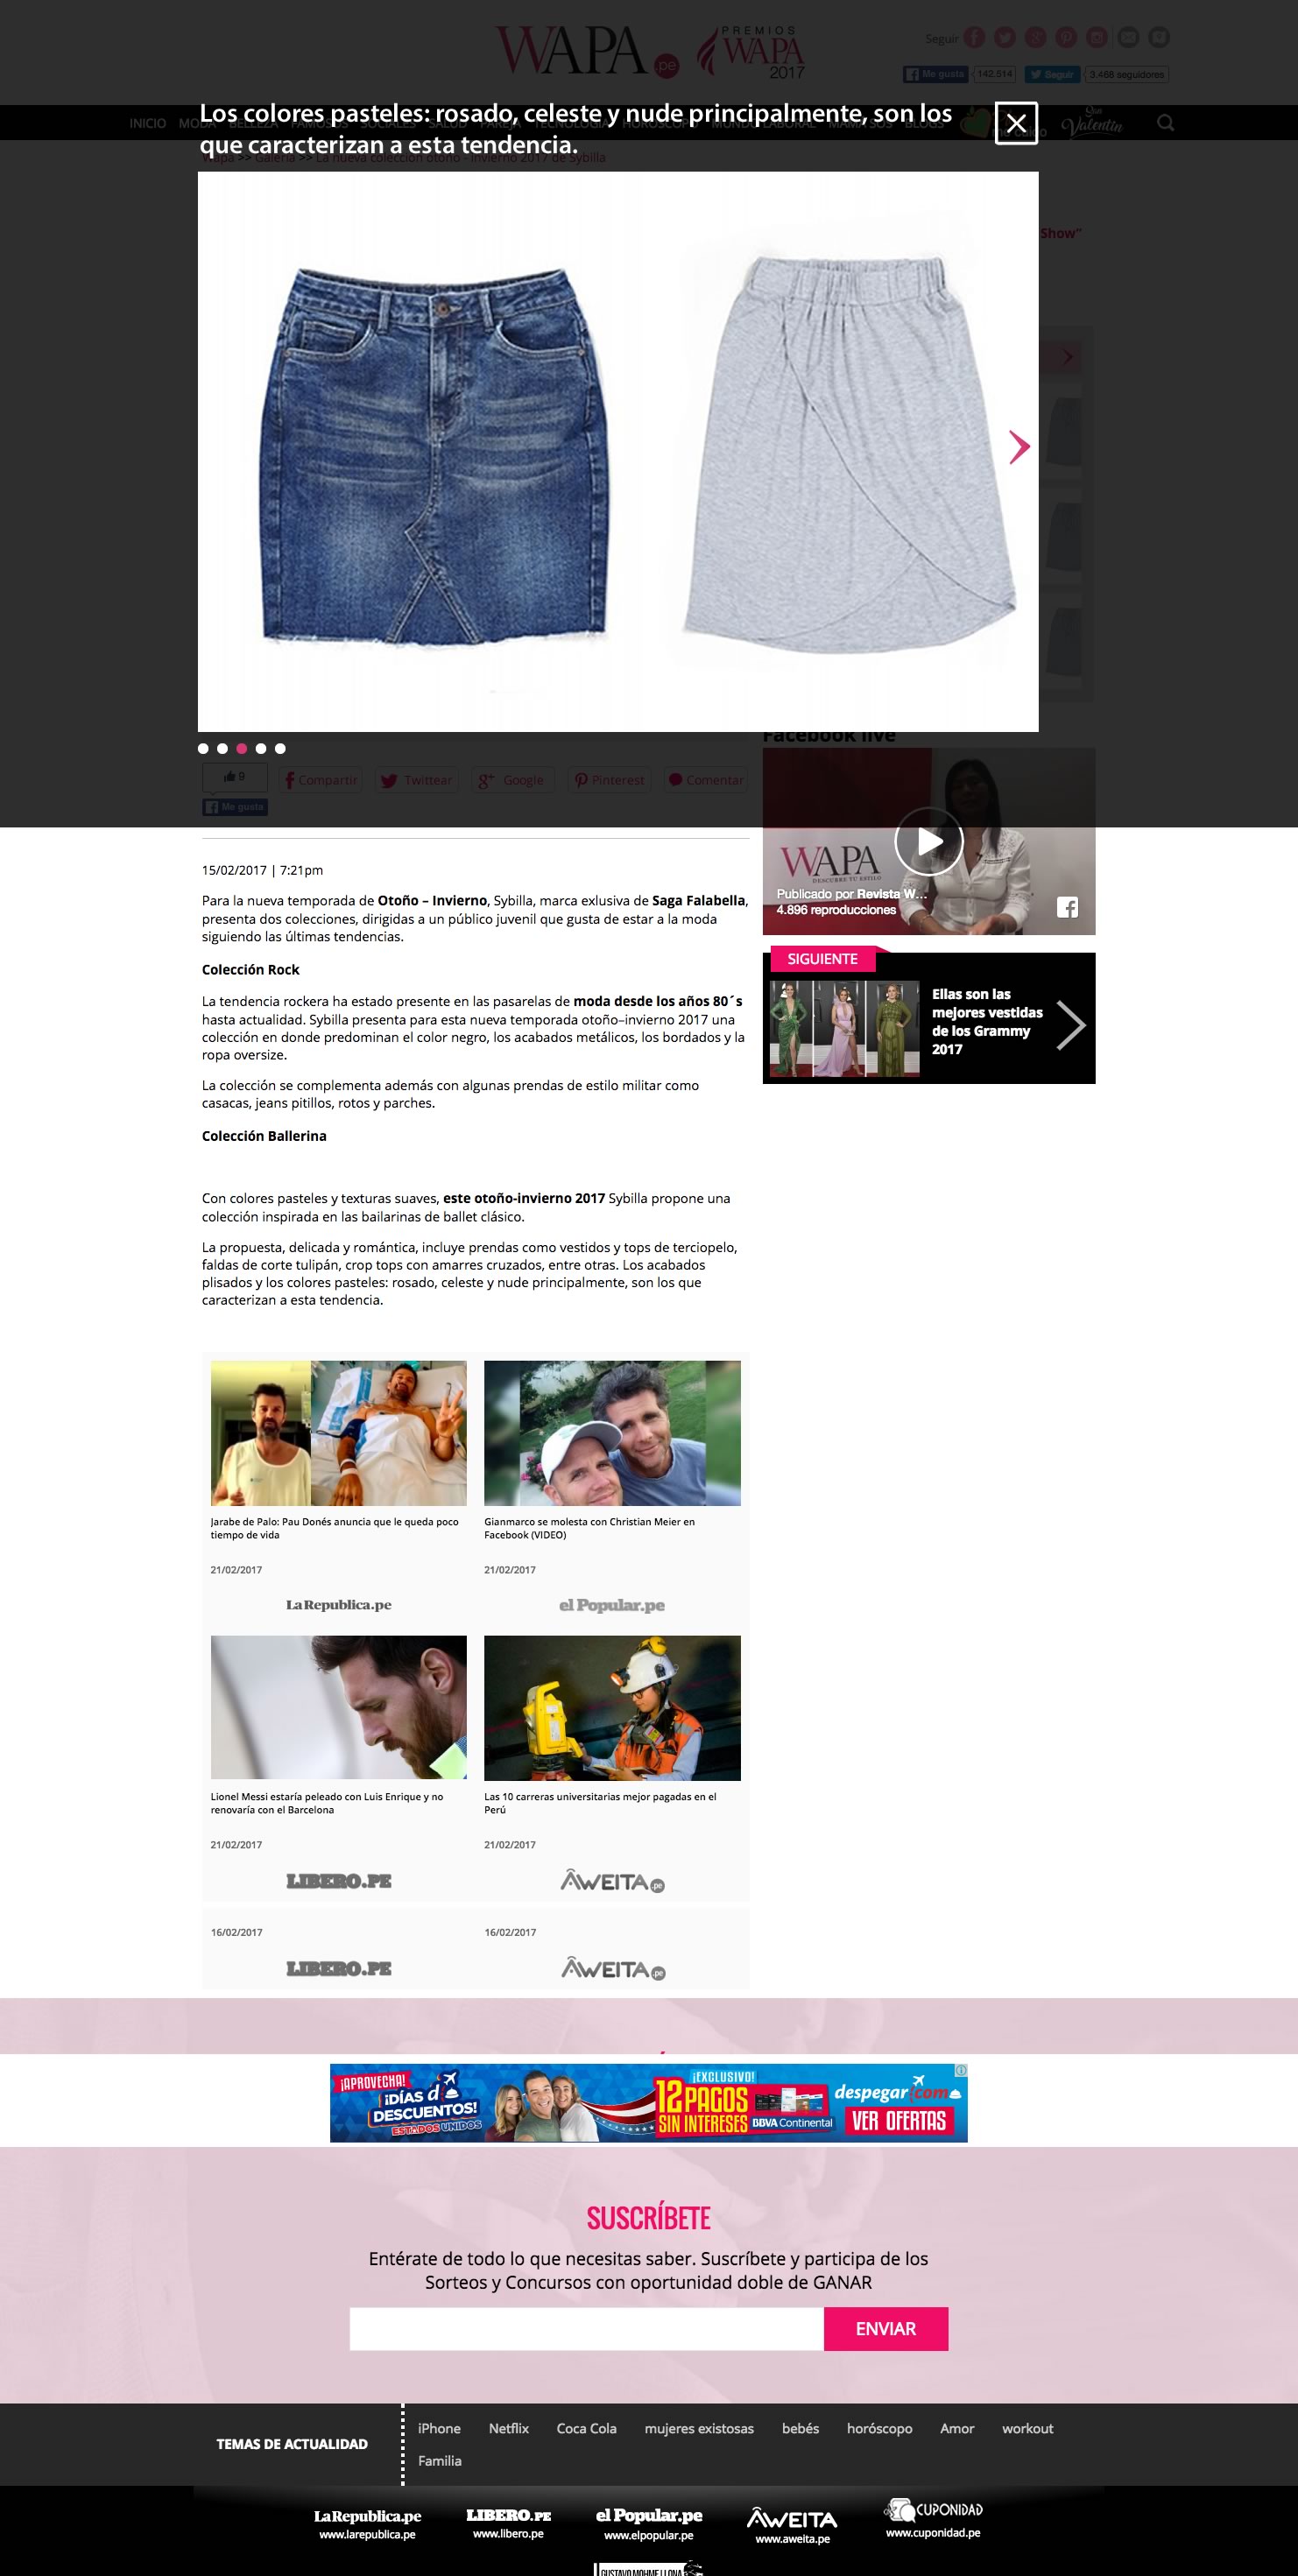 WAPA.pe
PREMIOS
WAPA
2017
Seguir
Me gusta 142.514
Seguir 3.468 seguidores
INICIO MODA BELLEZA FAMOSOS SOCIALES SALUD PAREJA TECNOLOGÍA HORÓSCOPO MUNDO LABORAL MAMA SOS BLOGS
San Valentín
Los colores pasteles: rosado, celeste y nude principalmente, son los
que caracterizan a esta tendencia.
Wapa >> Galería >> La nueva colección otoño - Invierno 2017 de Sybilla
Show"
Facebook live
9
Me gusta
Compartir
Twittear
Google
Pinterest
Comentar
WAPA
DESCUBRE TU ESTILO
Publicado por Revista W...
4.896 reproducciones
15/02/2017 | 7:21pm
Para la nueva temporada de Otoño – Invierno, Sybilla, marca exlusiva de Saga Falabella,
presenta dos colecciones, dirigidas a un público juvenil que gusta de estar a la moda
siguiendo las últimas tendencias.
Colección Rock
La tendencia rockera ha estado presente en las pasarelas de moda desde los años 80´s
hasta actualidad. Sybilla presenta para esta nueva temporada otoño–invierno 2017 una
colección en donde predominan el color negro, los acabados metálicos, los bordados y la
ropa oversize.
La colección se complementa además con algunas prendas de estilo militar como
casacas, jeans pitillos, rotos y parches.
Colección Ballerina
Con colores pasteles y texturas suaves, este otoño-invierno 2017 Sybilla propone una
colección inspirada en las bailarinas de ballet clásico.
La propuesta, delicada y romántica, incluye prendas como vestidos y tops de terciopelo,
faldas de corte tulipán, crop tops con amarres cruzados, entre otras. Los acabados
plisados y los colores pasteles: rosado, celeste y nude principalmente, son los que
caracterizan a esta tendencia.
SIGUIENTE
Ellas son las
mejores vestidas
de los Grammy
2017
Jarabe de Palo: Pau Donés anuncia que le queda poco
tiempo de vida
21/02/2017
LaRepublica.pe
Gianmarco se molesta con Christian Meier en
Facebook (VIDEO)
21/02/2017
el Popular.pe
Lionel Messi estaría peleado con Luis Enrique y no
renovaría con el Barcelona
21/02/2017
LIBERO.PE
Las 10 carreras universitarias mejor pagadas en el
Perú
21/02/2017
AWEITA.pe
16/02/2017
LIBERO.PE
16/02/2017
AWEITA.pe
¡APROVECHA!
¡DÍAS d
DESCUENTOS!
ESTADOS UNIDOS
¡EXCLUSIVO!
12 PAGOS
SIN INTERESES
BBVA Continental
despegar.com
VER OFERTAS
SUSCRÍBETE
Entérate de todo lo que necesitas saber. Suscríbete y participa de los
Sorteos y Concursos con oportunidad doble de GANAR
ENVIAR
TEMAS DE ACTUALIDAD
iPhone Netflix Coca Cola mujeres existosas bebés horóscopo Amor workout
Familia
LaRepublica.pe
www.larepublica.pe
LIBERO.PE
www.libero.pe
el Popular.pe
www.elpopular.pe
AWEITA
www.aweita.pe
CUPONIDAD
www.cuponidad.pe
GUSTAVO MOHME LLONA